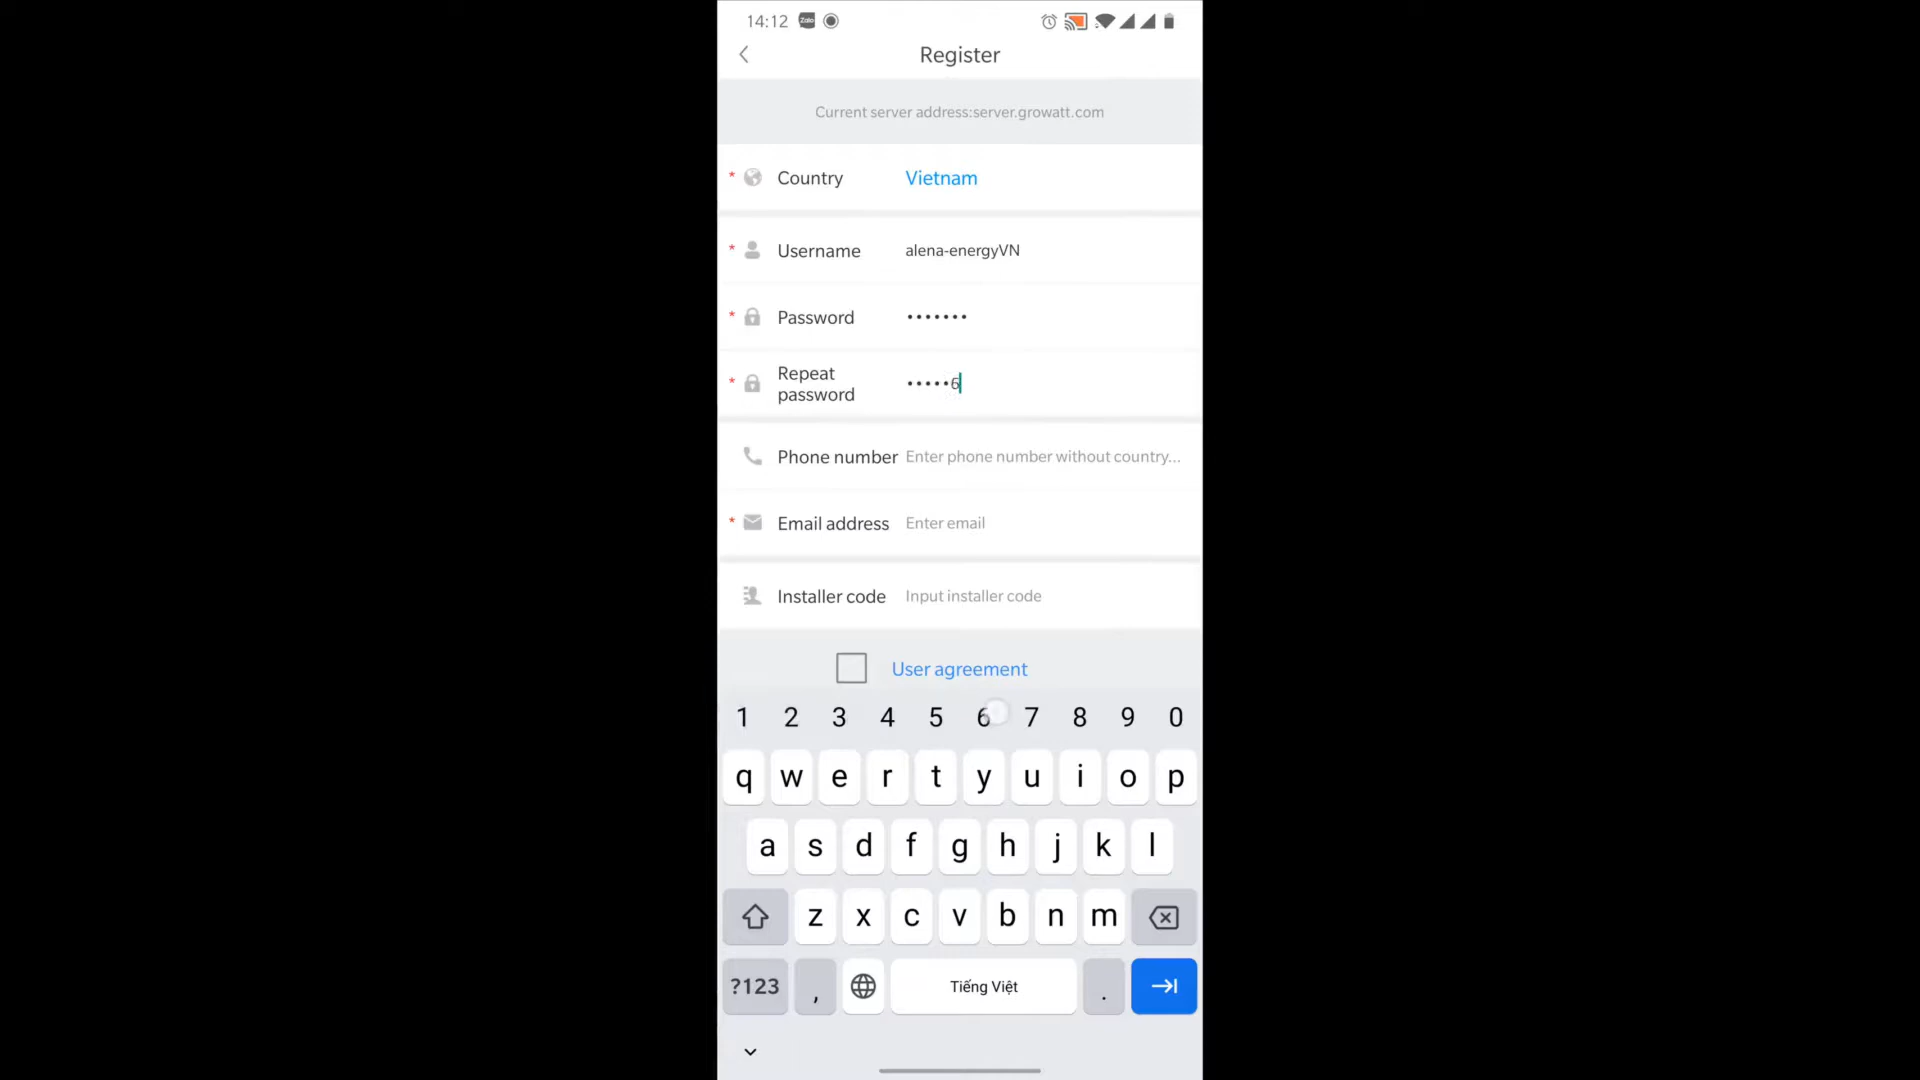 14:12 Zalo
Register
Current server address:server.growatt.com
* Country Vietnam
* Username alena-energyVN
* Password •••••••
* Repeat password •••••6
Phone number Enter phone number without country...
* Email address Enter email
Installer code Input installer code
User agreement
1 2 3 4 5 6 7 8 9 0
q w e r t y u i o p
a s d f g h j k l
z x c v b n m
?123 , Tiếng Việt .